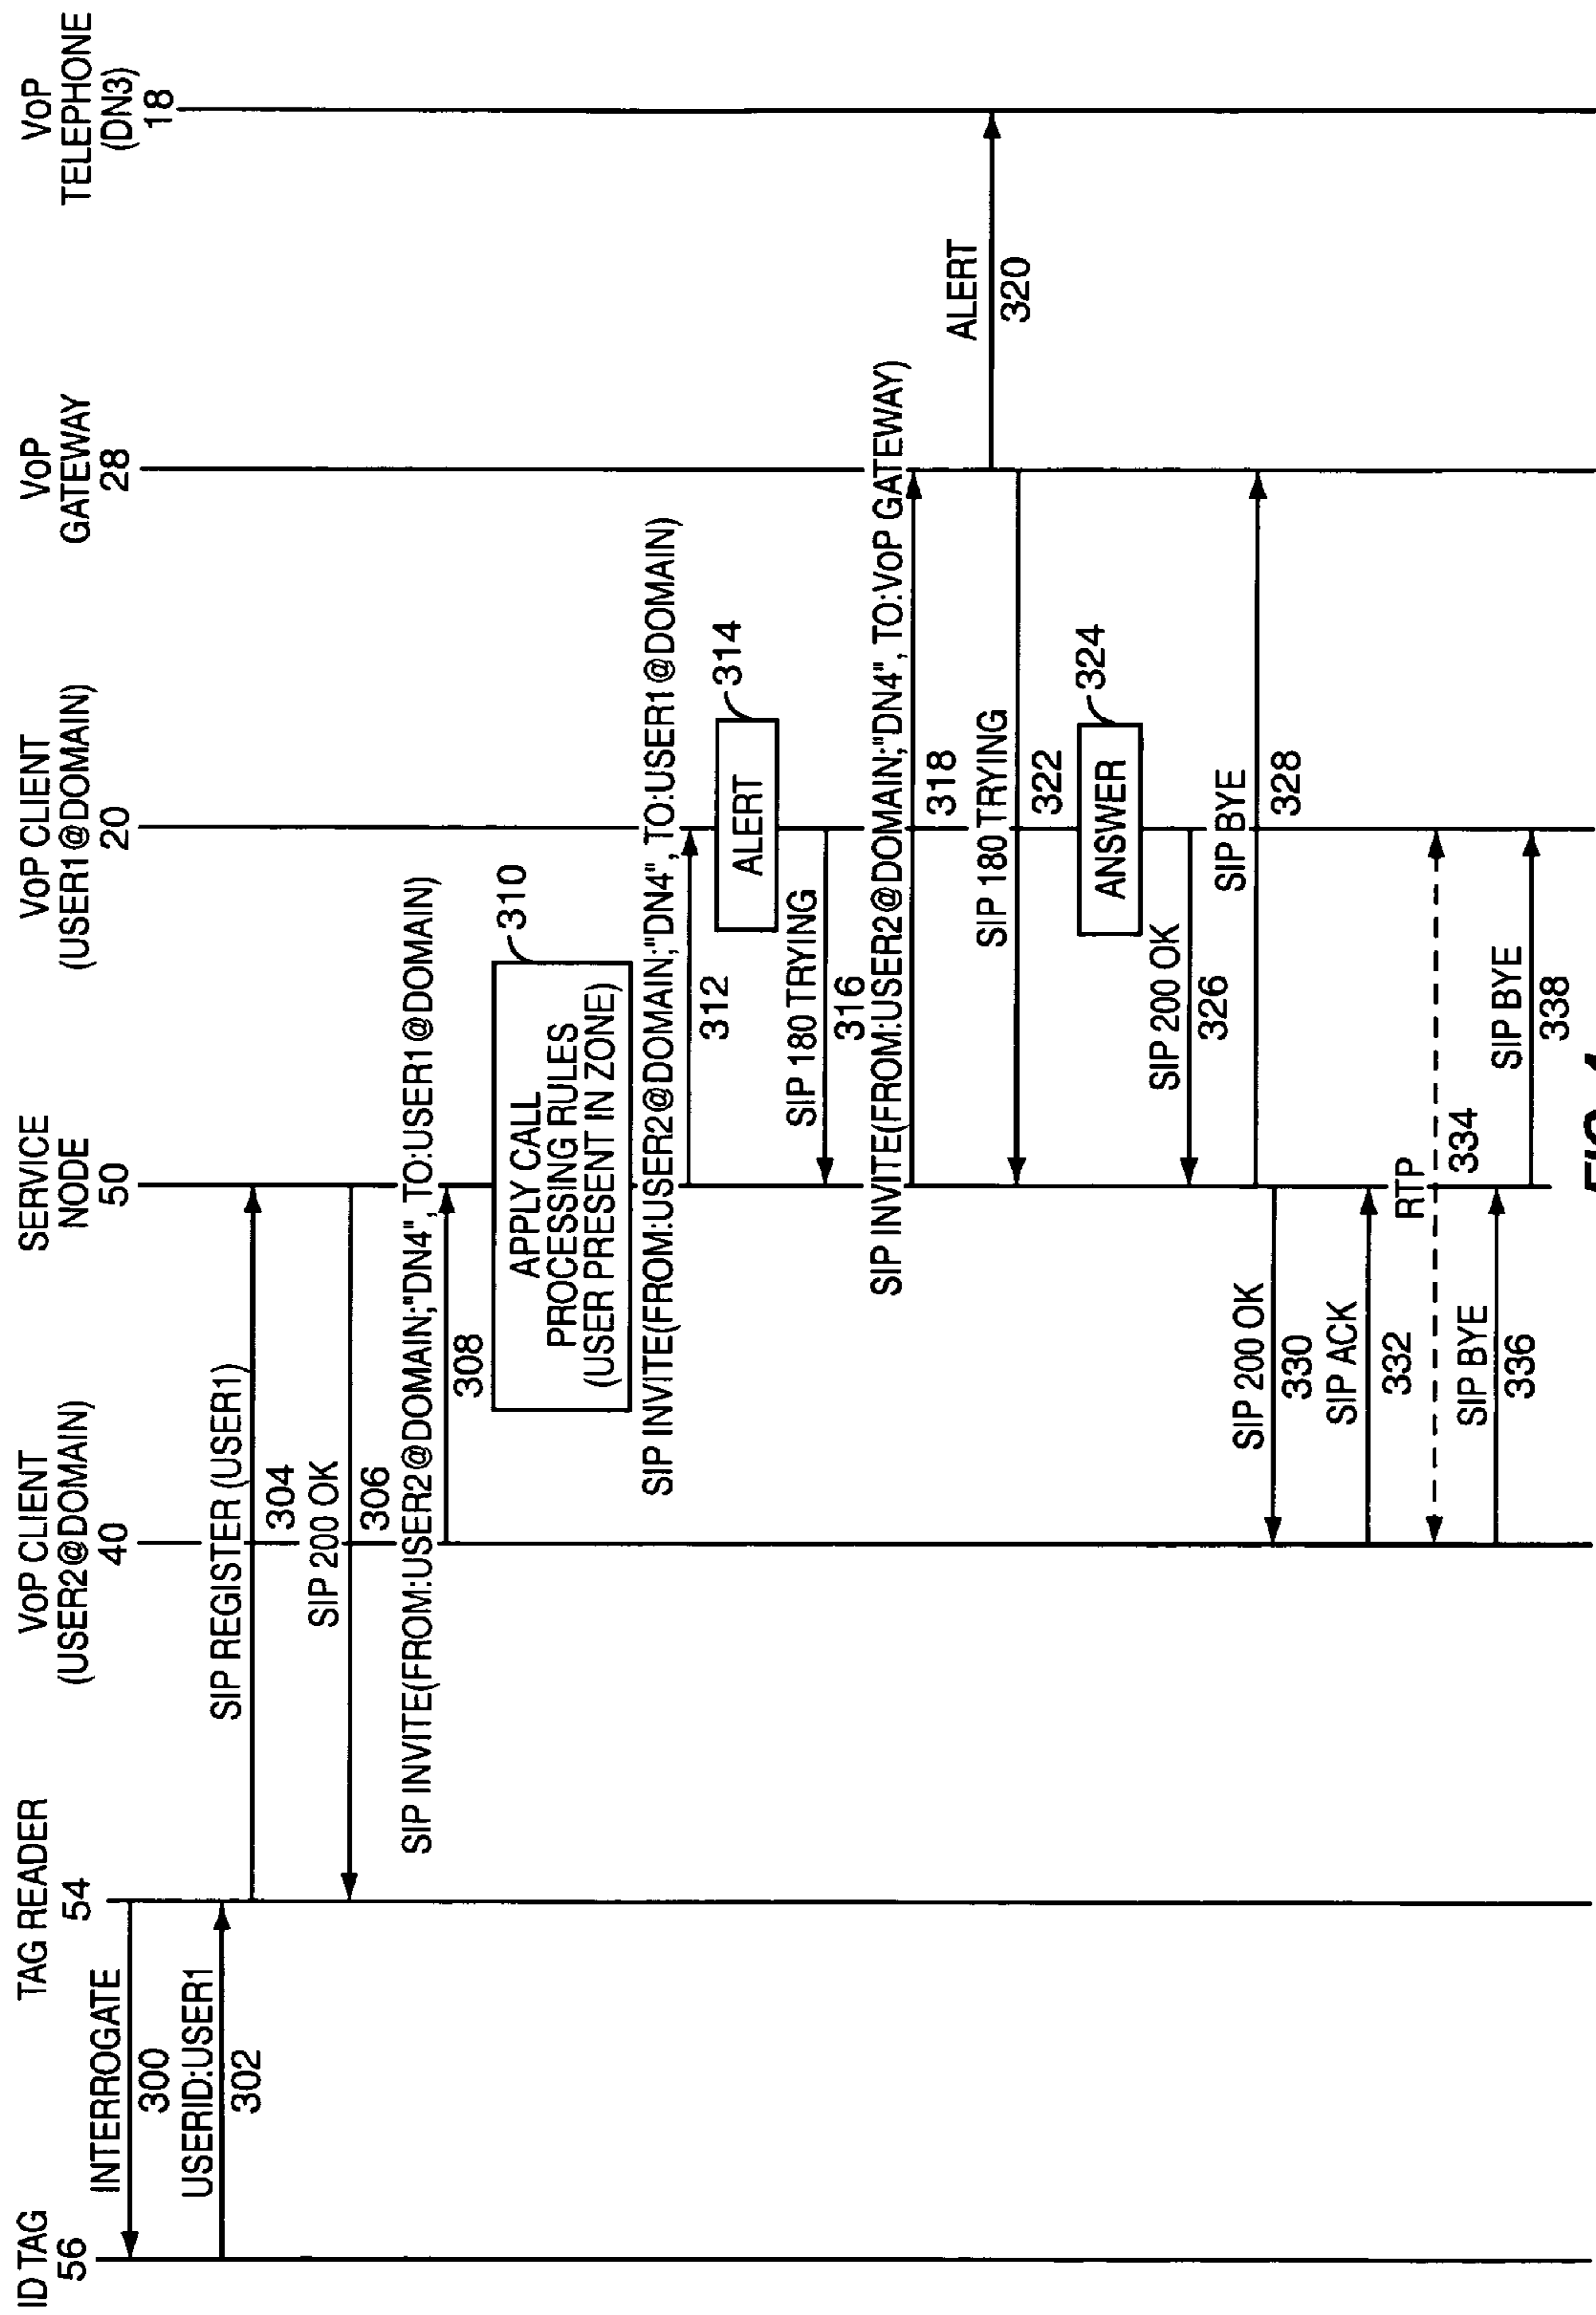 ID TAG
56
TAG READER
54
VoP CLIENT
(USER2@DOMAIN)
40
SERVICE
NODE
50
VoP CLIENT
(USER1@DOMAIN)
20
VoP
GATEWAY
28
VoP
TELEPHONE
(DN3)
18
INTERROGATE
300
USERID:USER1
302
SIP REGISTER (USER1)
304
SIP 200 OK
306
SIP INVITE(FROM:USER2@DOMAIN;"DN4", TO:USER1@DOMAIN)
308
APPLY CALL
PROCESSING RULES
(USER PRESENT IN ZONE)
310
SIP INVITE(FROM:USER2@DOMAIN;"DN4", TO:USER1@DOMAIN)
312
ALERT
314
SIP 180 TRYING
316
SIP INVITE(FROM:USER2@DOMAIN;"DN4", TO:VoP GATEWAY)
318
ALERT
320
SIP 180 TRYING
322
ANSWER
324
SIP 200 OK
326
SIP BYE
328
SIP 200 OK
330
SIP ACK
332
RTP
334
SIP BYE
336
SIP BYE
338